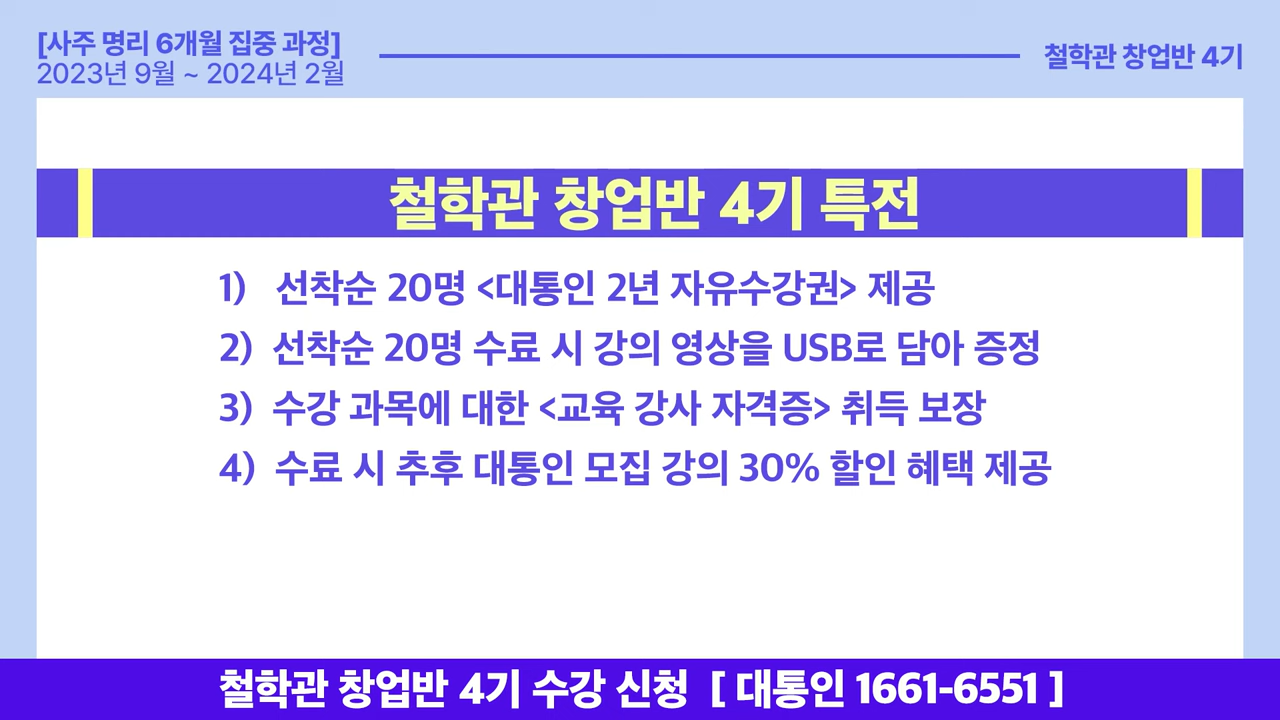 [사주 명리 6개월 집중 과정]
2023년 9월 ~ 2024년 2월
철학관 창업반 4기
철학관 창업반 4기 특전
1) 선착순 20명 <대통인 2년 자유수강권> 제공
2) 선착순 20명 수료 시 강의 영상을 USB로 담아 증정
3) 수강 과목에 대한 <교육 강사 자격증> 취득 보장
4) 수료 시 추후 대통인 모집 강의 30% 할인 혜택 제공
철학관 창업반 4기 수강 신청 [ 대통인 1661-6551 ]